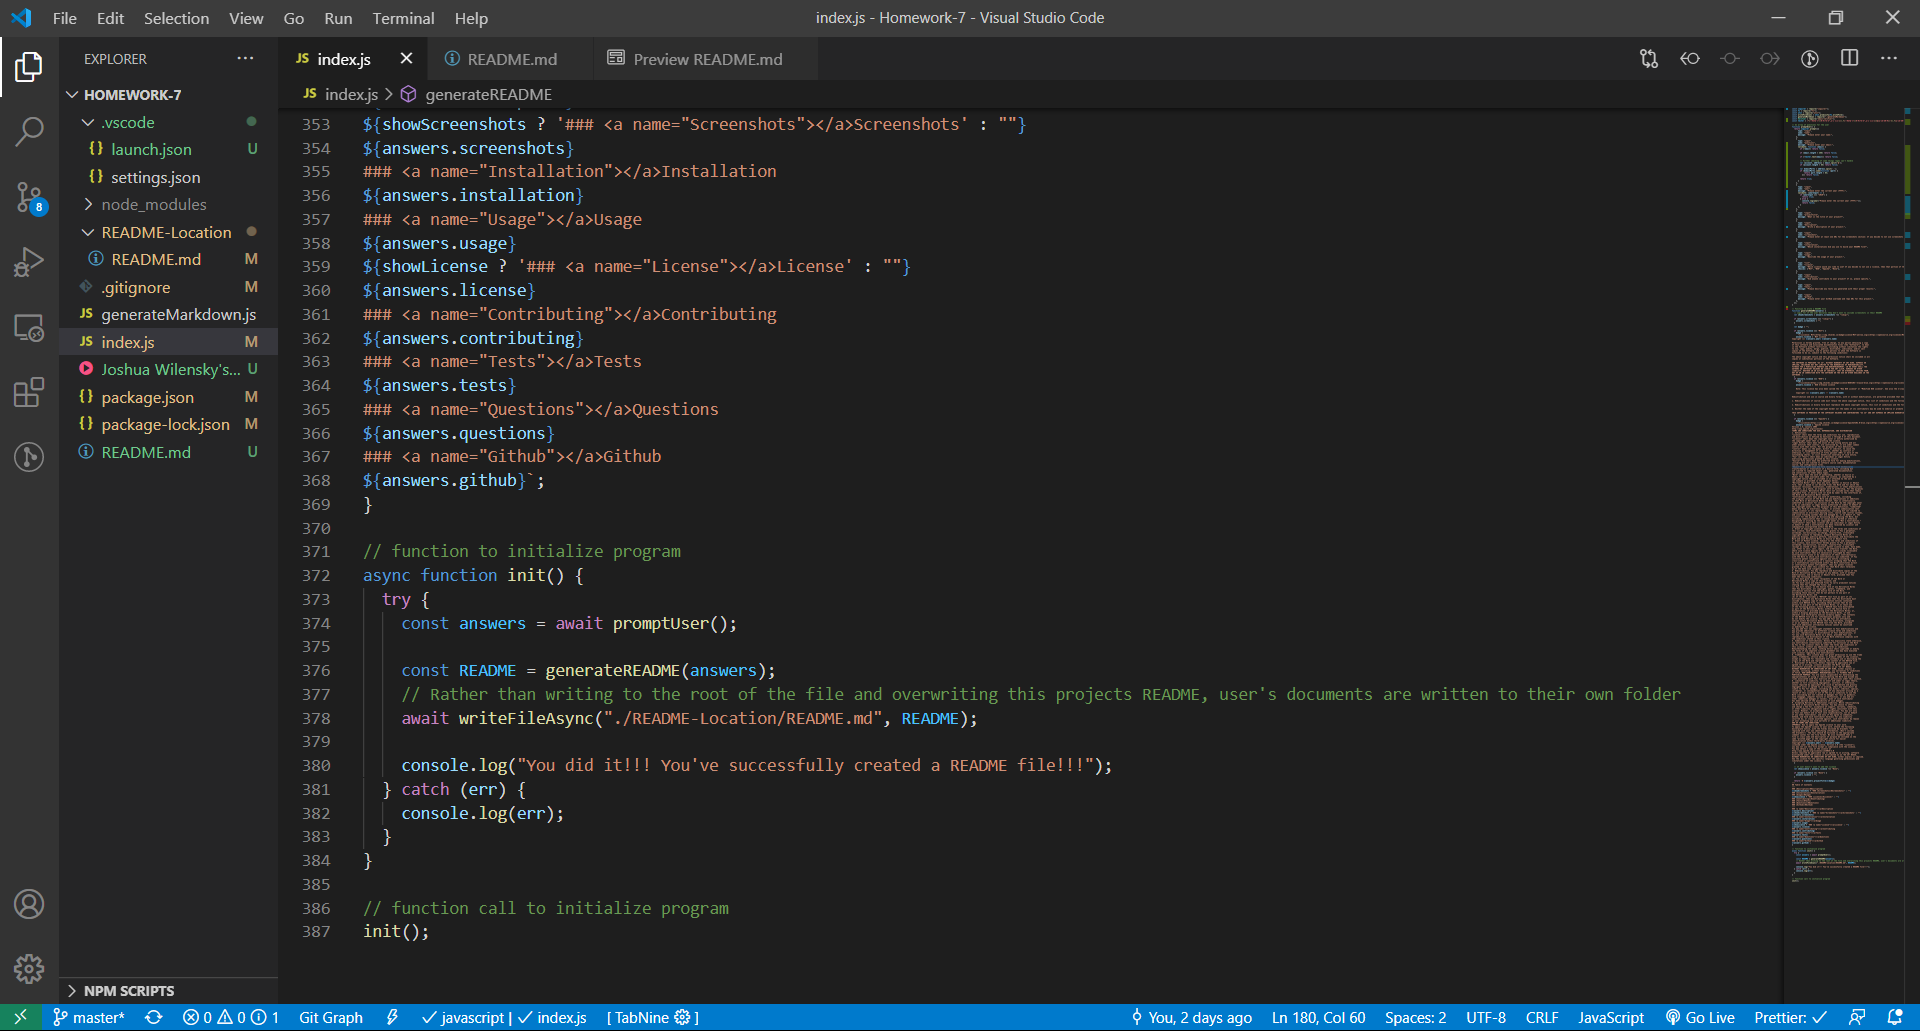 File Edit Selection View Go Run Terminal Help
index.js - Homework-7 - Visual Studio Code
EXPLORER
HOMEWORK-7
.vscode
launch.json U
settings.json
node_modules
README-Location
README.md M
.gitignore M
generateMarkdown.js
index.js M
Joshua Wilensky's... U
package.json M
package-lock.json M
README.md U
NPM SCRIPTS
8
JS index.js README.md Preview README.md
JS index.js > generateREADME
353 ${showScreenshots ? '### <a name="Screenshots"></a>Screenshots' : ""}
354 ${answers.screenshots}
355 ### <a name="Installation"></a>Installation
356 ${answers.installation}
357 ### <a name="Usage"></a>Usage
358 ${answers.usage}
359 ${showLicense ? '### <a name="License"></a>License' : ""}
360 ${answers.license}
361 ### <a name="Contributing"></a>Contributing
362 ${answers.contributing}
363 ### <a name="Tests"></a>Tests
364 ${answers.tests}
365 ### <a name="Questions"></a>Questions
366 ${answers.questions}
367 ### <a name="Github"></a>Github
368 ${answers.github}`;
369 }
370
371 // function to initialize program
372 async function init() {
373 try {
374 const answers = await promptUser();
375
376 const README = generateREADME(answers);
377 // Rather than writing to the root of the file and overwriting this projects README, user's documents are written to their own folder
378 await writeFileAsync("./README-Location/README.md", README);
379
380 console.log("You did it!!! You've successfully created a README file!!!");
381 } catch (err) {
382 console.log(err);
383 }
384 }
385
386 // function call to initialize program
387 init();
master* 0 0 1 Git Graph javascript | index.js [ TabNine ] You, 2 days ago Ln 180, Col 60 Spaces: 2 UTF-8 CRLF JavaScript Go Live Prettier: